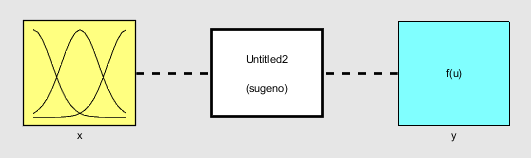 Untitled2
(sugeno)
f(u)
x
y